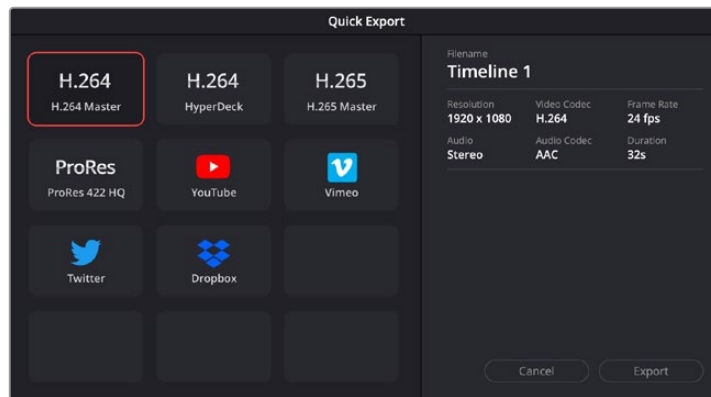 Quick Export
H.264
H.264 Master
H.264
HyperDeck
H.265
H.265 Master
ProRes
ProRes 422 HQ
YouTube
Vimeo
Twitter
Dropbox
Filename
Timeline 1
Resolution
1920 x 1080
Video Codec
H.264
Frame Rate
24 fps
Audio
Stereo
Audio Codec
AAC
Duration
32s
Cancel
Export